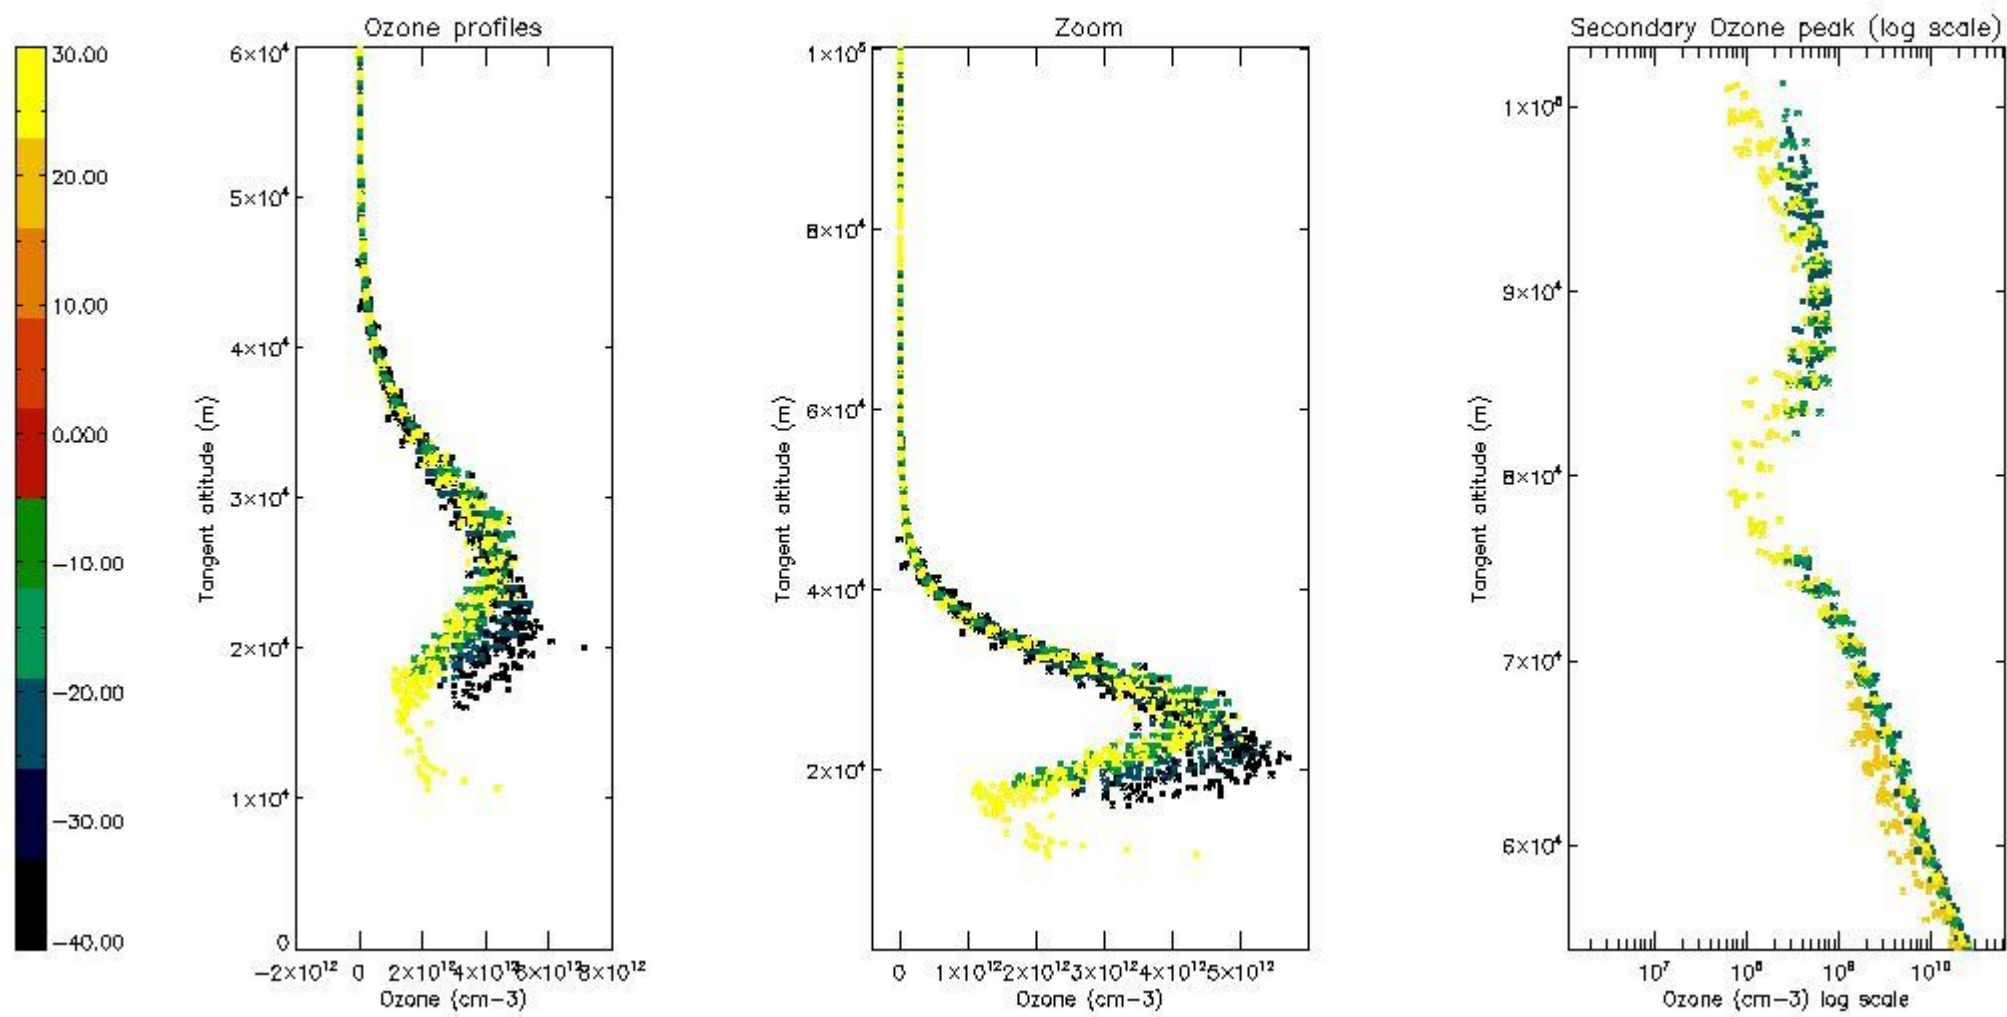 Ozone profiles
Zoom
Secondary Ozone peak (log scale)
30.00
20.00
10.00
0.000
−10.00
−20.00
−30.00
−40.00
6×10⁴
5×10⁴
4×10⁴
3×10⁴
2×10⁴
1×10⁴
0
Tangent altitude (m)
−2×10¹² 0 2×10¹² 4×10¹² 6×10¹² 8×10¹²
Ozone (cm−3)
1×10⁵
8×10⁴
6×10⁴
4×10⁴
2×10⁴
Tangent altitude (m)
0 1×10¹² 2×10¹² 3×10¹² 4×10¹² 5×10¹²
Ozone (cm−3)
1×10⁵
9×10⁴
8×10⁴
7×10⁴
6×10⁴
Tangent altitude (m)
10⁷ 10⁸ 10⁹ 10¹⁰
Ozone (cm−3) log scale